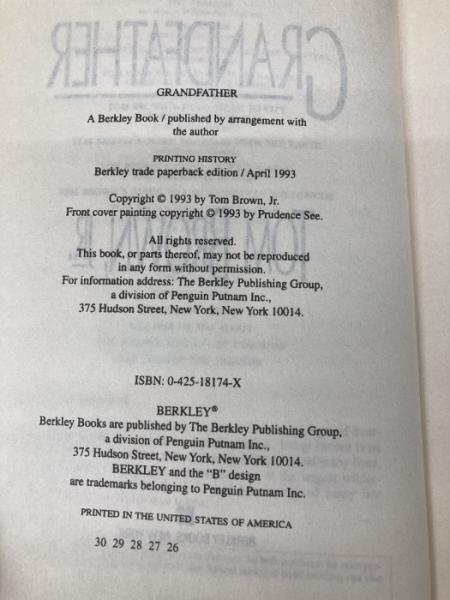 GRANDFATHER
A Berkley Book / published by arrangement with
the author
PRINTING HISTORY
Berkley trade paperback edition / April 1993
Copyright © 1993 by Tom Brown, Jr.
Front cover painting copyright © 1993 by Prudence See.
All rights reserved.
This book, or parts thereof, may not be reproduced
in any form without permission.
For information address: The Berkley Publishing Group,
a division of Penguin Putnam Inc.,
375 Hudson Street, New York, New York 10014.
ISBN: 0-425-18174-X
BERKLEY®
Berkley Books are published by The Berkley Publishing Group,
a division of Penguin Putnam Inc.,
375 Hudson Street, New York, New York 10014.
BERKLEY and the "B" design
are trademarks belonging to Penguin Putnam Inc.
PRINTED IN THE UNITED STATES OF AMERICA
30 29 28 27 26